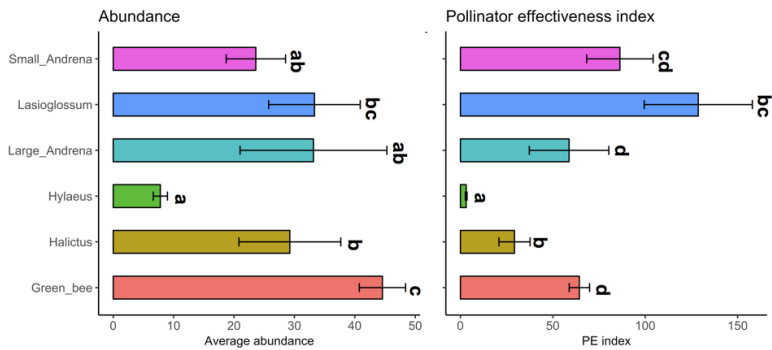 Abundance
Pollinator effectiveness index
Small_Andrena
ab
cd
Lasioglossum
bc
bc
Large_Andrena
ab
d
Hylaeus
a
a
Halictus
b
b
Green_bee
c
d
0 10 20 30 40 50
0 50 100 150
Average abundance
PE index